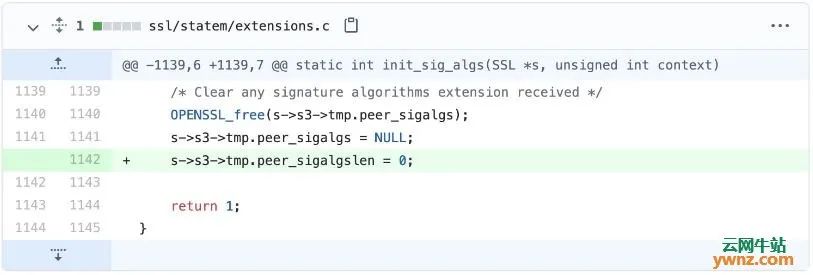 1 ssl/statem/extensions.c
@@ -1139,6 +1139,7 @@ static int init_sig_algs(SSL *s, unsigned int context)
1139 1139 /* Clear any signature algorithms extension received */
1140 1140 OPENSSL_free(s->s3->tmp.peer_sigalgs);
1141 1141 s->s3->tmp.peer_sigalgs = NULL;
1142 + s->s3->tmp.peer_sigalgslen = 0;
1142 1143
1143 1144 return 1;
1144 1145 }
云网牛站
ywnz.com